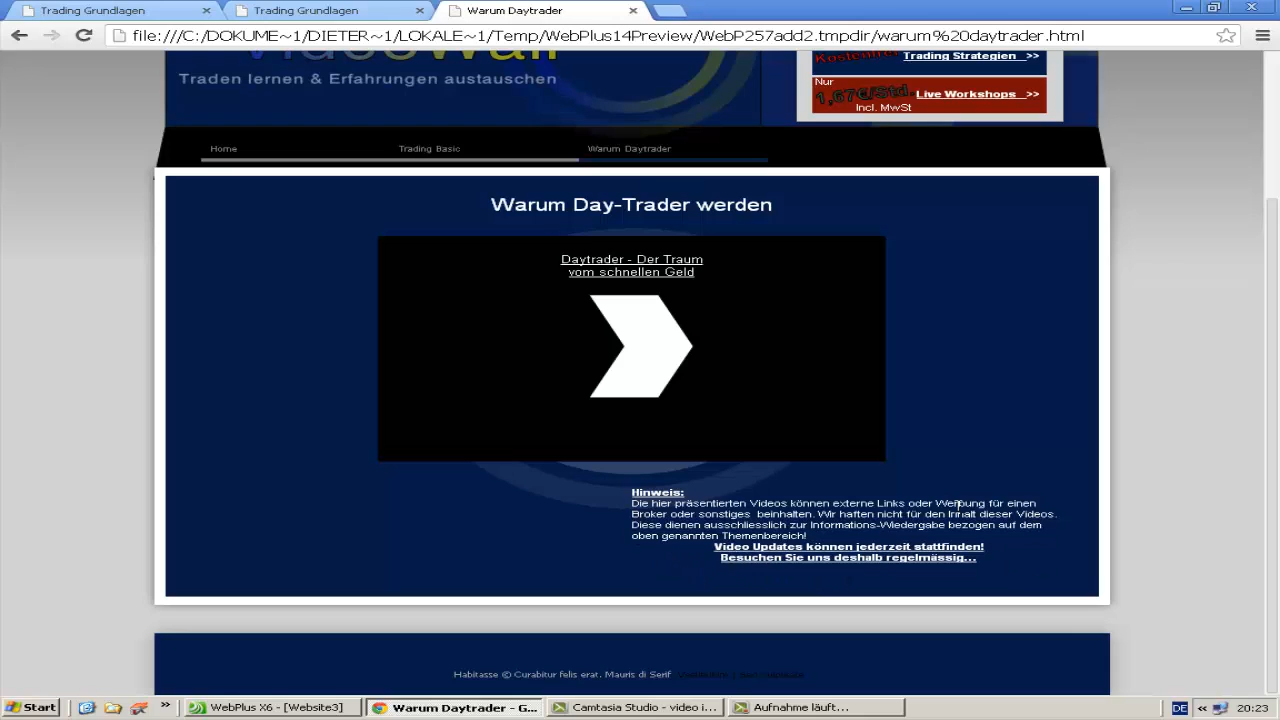 Trading Grundlagen
Trading Grundlagen
Warum Daytrader
file:///C:/DOKUME~1/DIETER~1/LOKALE~1/Temp/WebPlus14Preview/WebP257add2.tmpdir/warum%20daytrader.html
Traden lernen & Erfahrungen austauschen
Trading Strategien >>
Nur
1,67€/Std.
Live Workshops >>
Incl. MwSt
Home
Trading Basic
Warum Daytrader
Warum Day-Trader werden
Daytrader - Der Traum
vom schnellen Geld
Hinweis:
Die hier präsentierten Videos können externe Links oder Werbung für einen
Broker oder sonstiges beinhalten. Wir haften nicht für den Inhalt dieser Videos.
Diese dienen ausschliesslich zur Informations-Wiedergabe bezogen auf dem
oben genannten Themenbereich!
Video Updates können jederzeit stattfinden!
Besuchen Sie uns deshalb regelmässig...
Habitasse © Curabitur felis erat. Mauris di Serif
Start
WebPlus X6 - [Website3]
Warum Daytrader - G...
Camtasia Studio - video i...
Aufnahme läuft...
DE
20:23